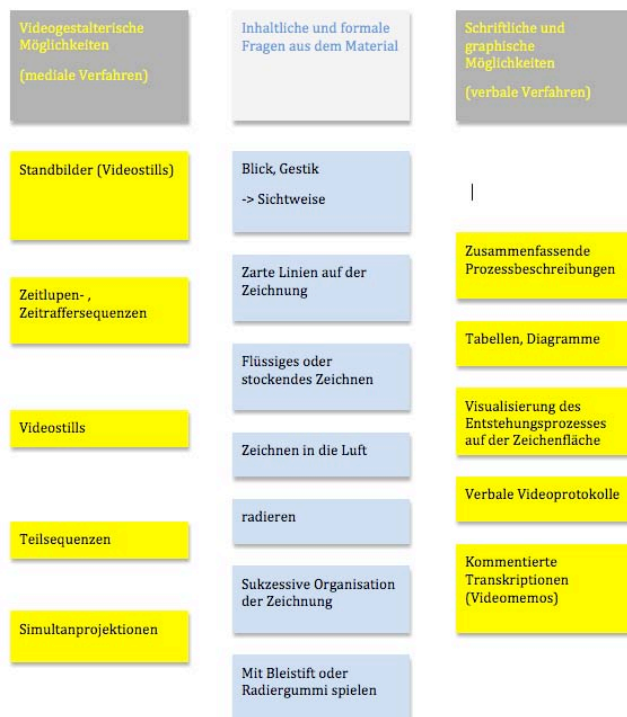 Videogestalterische
Möglichkeiten
(mediale Verfahren)
Standbilder (Videostills)
Zeitlupen- ,
Zeitraffersequenzen
Videostills
Teilsequenzen
Simultanprojektionen
Inhaltliche und formale
Fragen aus dem Material
Blick, Gestik
-> Sichtweise
Zarte Linien auf der
Zeichnung
Flüssiges oder
stockendes Zeichnen
Zeichnen in die Luft
radieren
Sukzessive Organisation
der Zeichnung
Mit Bleistift oder
Radiergummi spielen
Schriftliche und
graphische
Möglichkeiten
(verbale Verfahren)
Zusammenfassende
Prozessbeschreibungen
Tabellen, Diagramme
Visualisierung des
Entstehungsprozesses
auf der Zeichenfläche
Verbale Videoprotokolle
Kommentierte
Transkriptionen
(Videomemos)